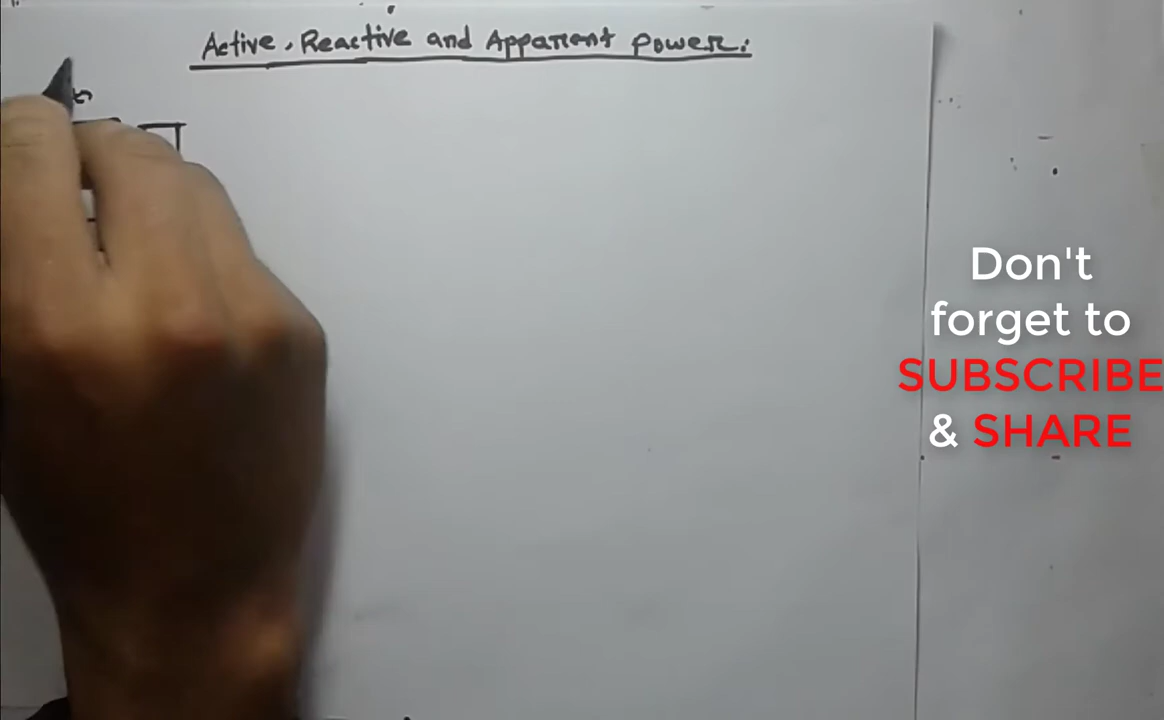 Active, Reactive and Apparent Power:
Don't
forget to
SUBSCRIBE
& SHARE